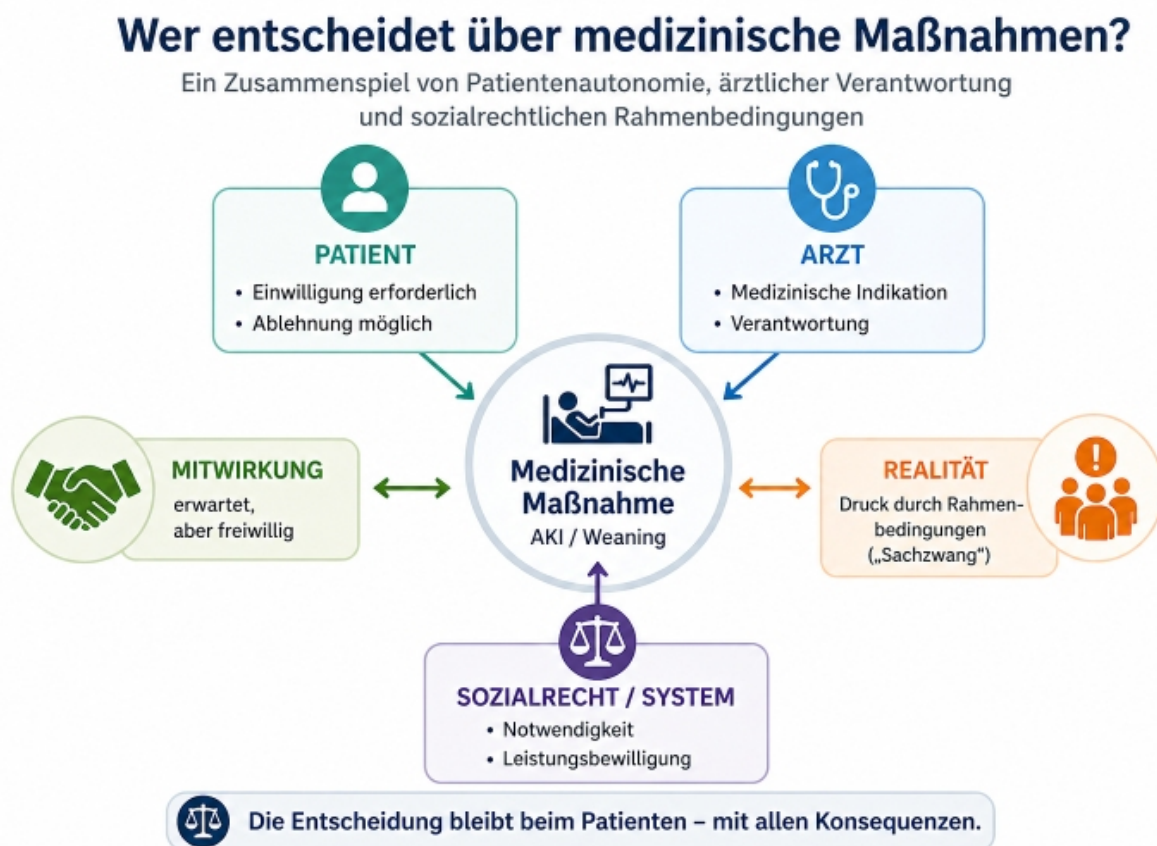 Wer entscheidet über medizinische Maßnahmen?
Ein Zusammenspiel von Patientenautonomie, ärztlicher Verantwortung
und sozialrechtlichen Rahmenbedingungen
PATIENT
• Einwilligung erforderlich
• Ablehnung möglich
ARZT
• Medizinische Indikation
• Verantwortung
MITWIRKUNG
erwartet,
aber freiwillig
Medizinische
Maßnahme
AKI / Weaning
REALITÄT
Druck durch Rahmen-
bedingungen
(„Sachzwang“)
SOZIALRECHT / SYSTEM
• Notwendigkeit
• Leistungsbewilligung
Die Entscheidung bleibt beim Patienten – mit allen Konsequenzen.